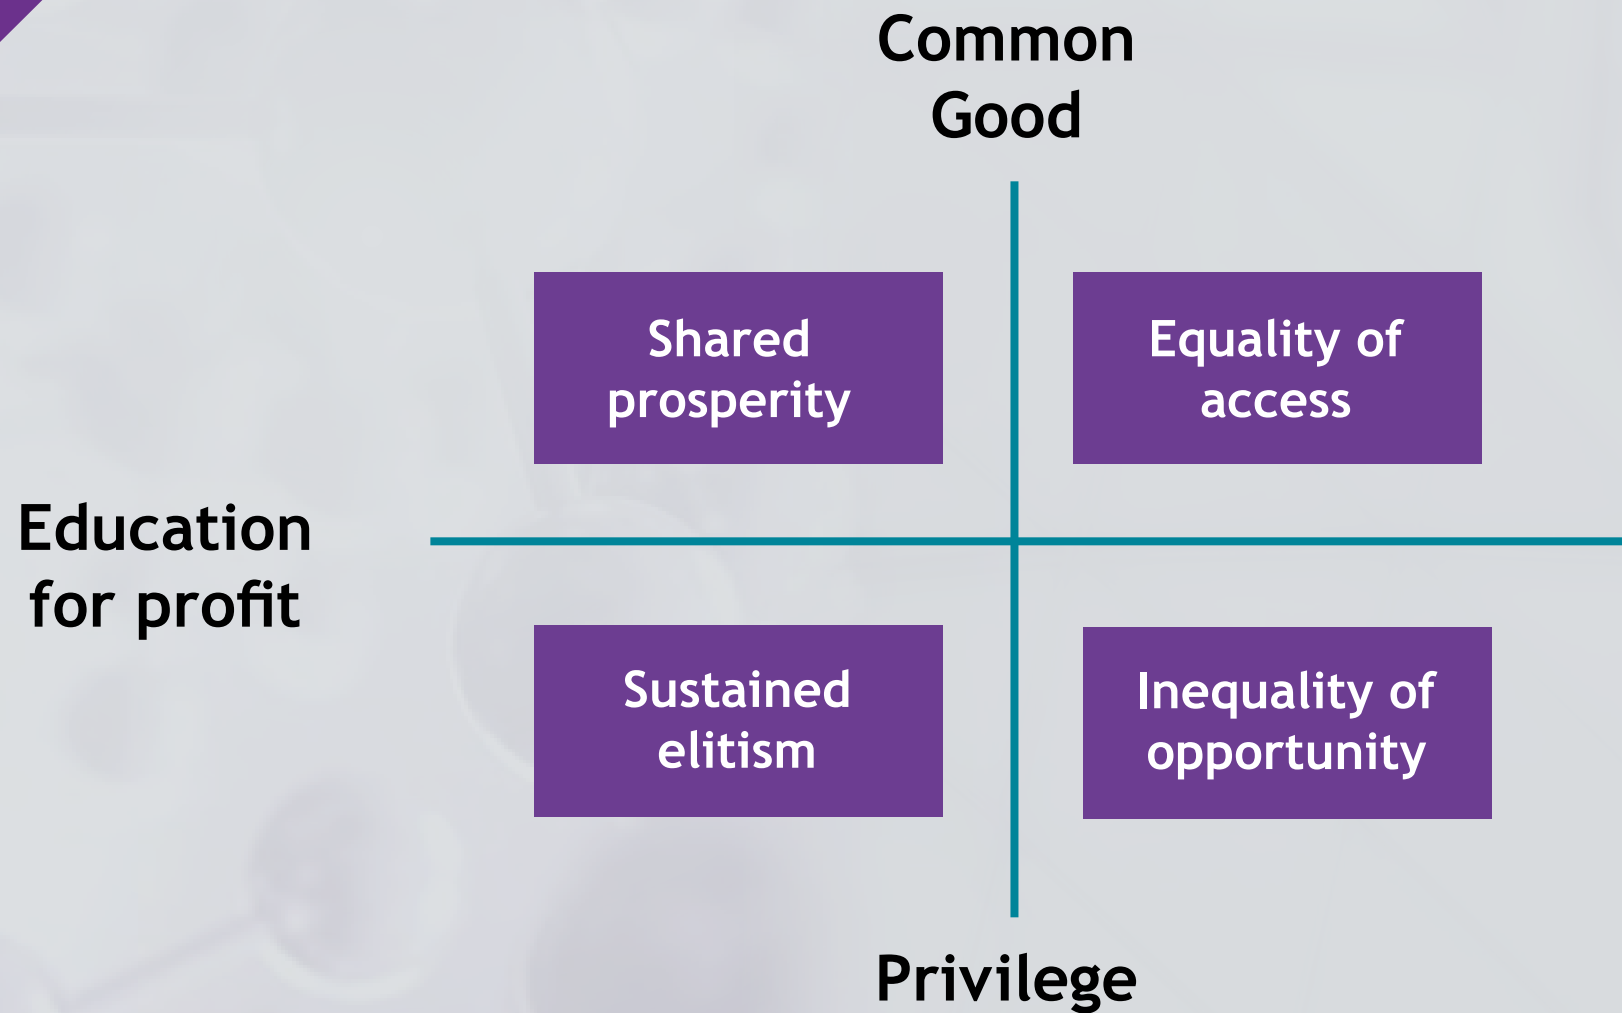 Common
Good
Shared
prosperity
Equality of
access
Education
for profit
Sustained
elitism
Inequality of
opportunity
Privilege